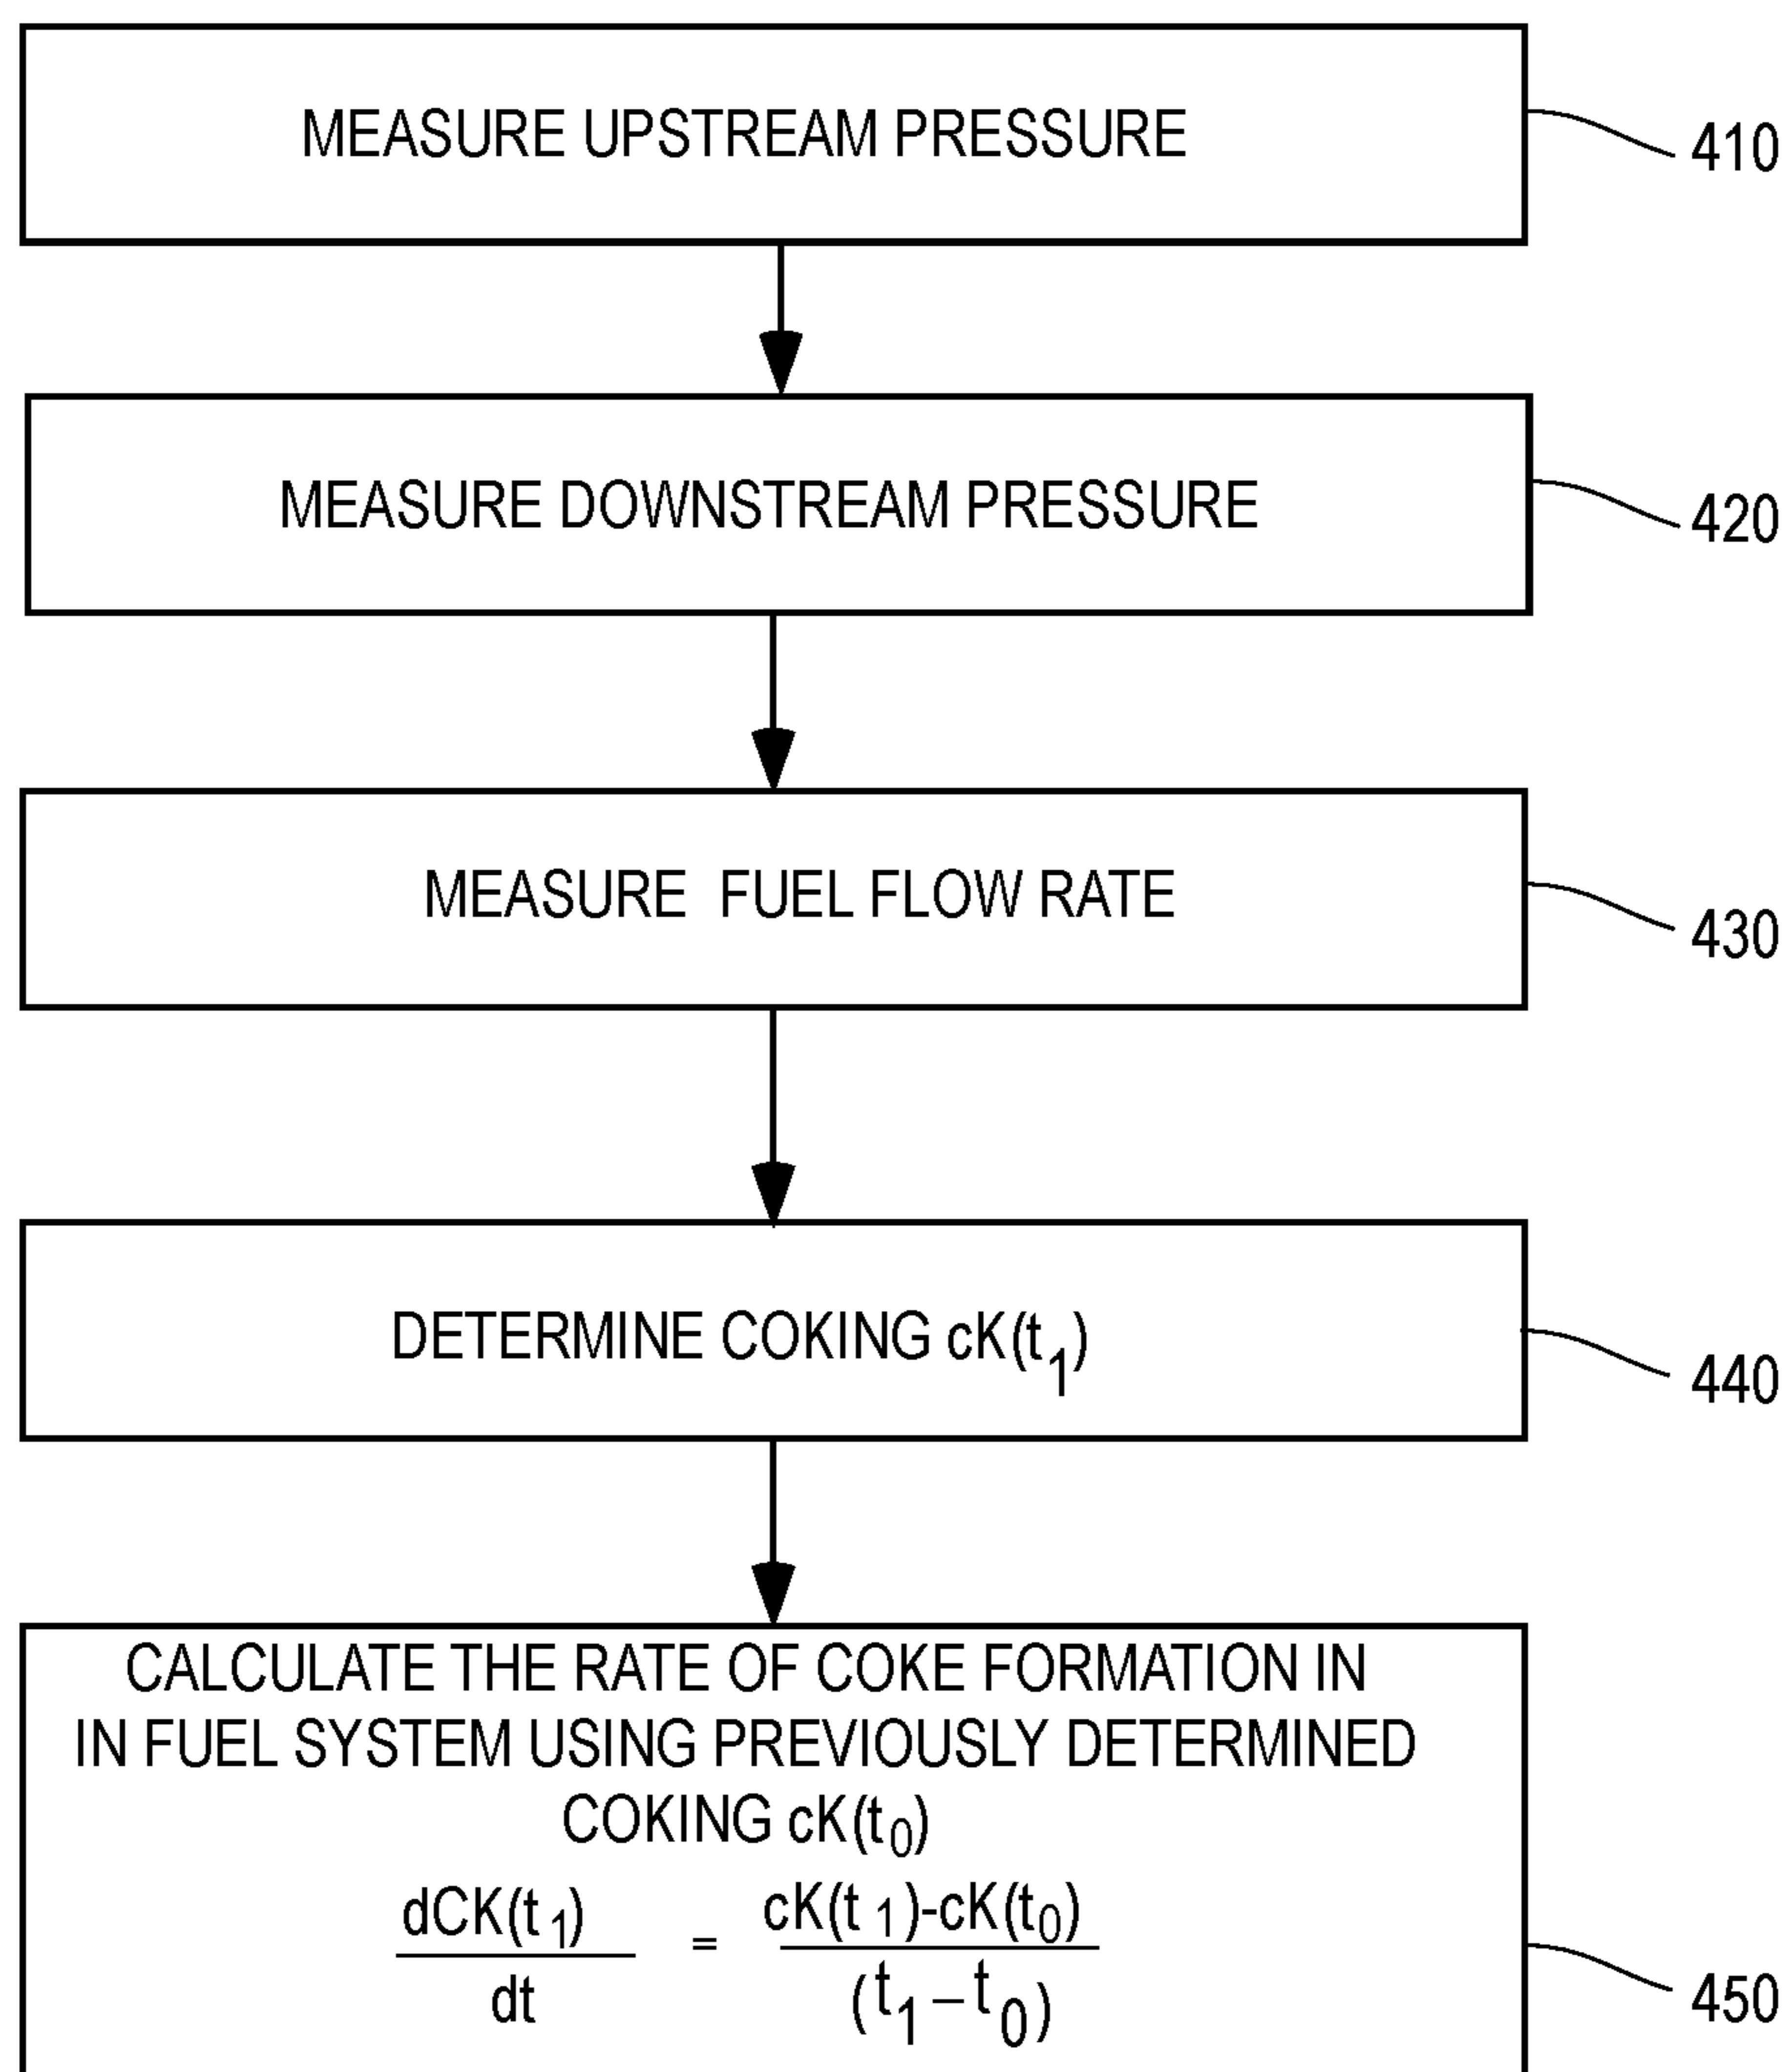 MEASURE UPSTREAM PRESSURE
410
MEASURE DOWNSTREAM PRESSURE
420
MEASURE FUEL FLOW RATE
430
DETERMINE COKING cK(t1)
440
CALCULATE THE RATE OF COKE FORMATION IN
IN FUEL SYSTEM USING PREVIOUSLY DETERMINED
COKING cK(t0)
dCK(t1) = cK(t1)-cK(t0)
dt (t1–t0)
450